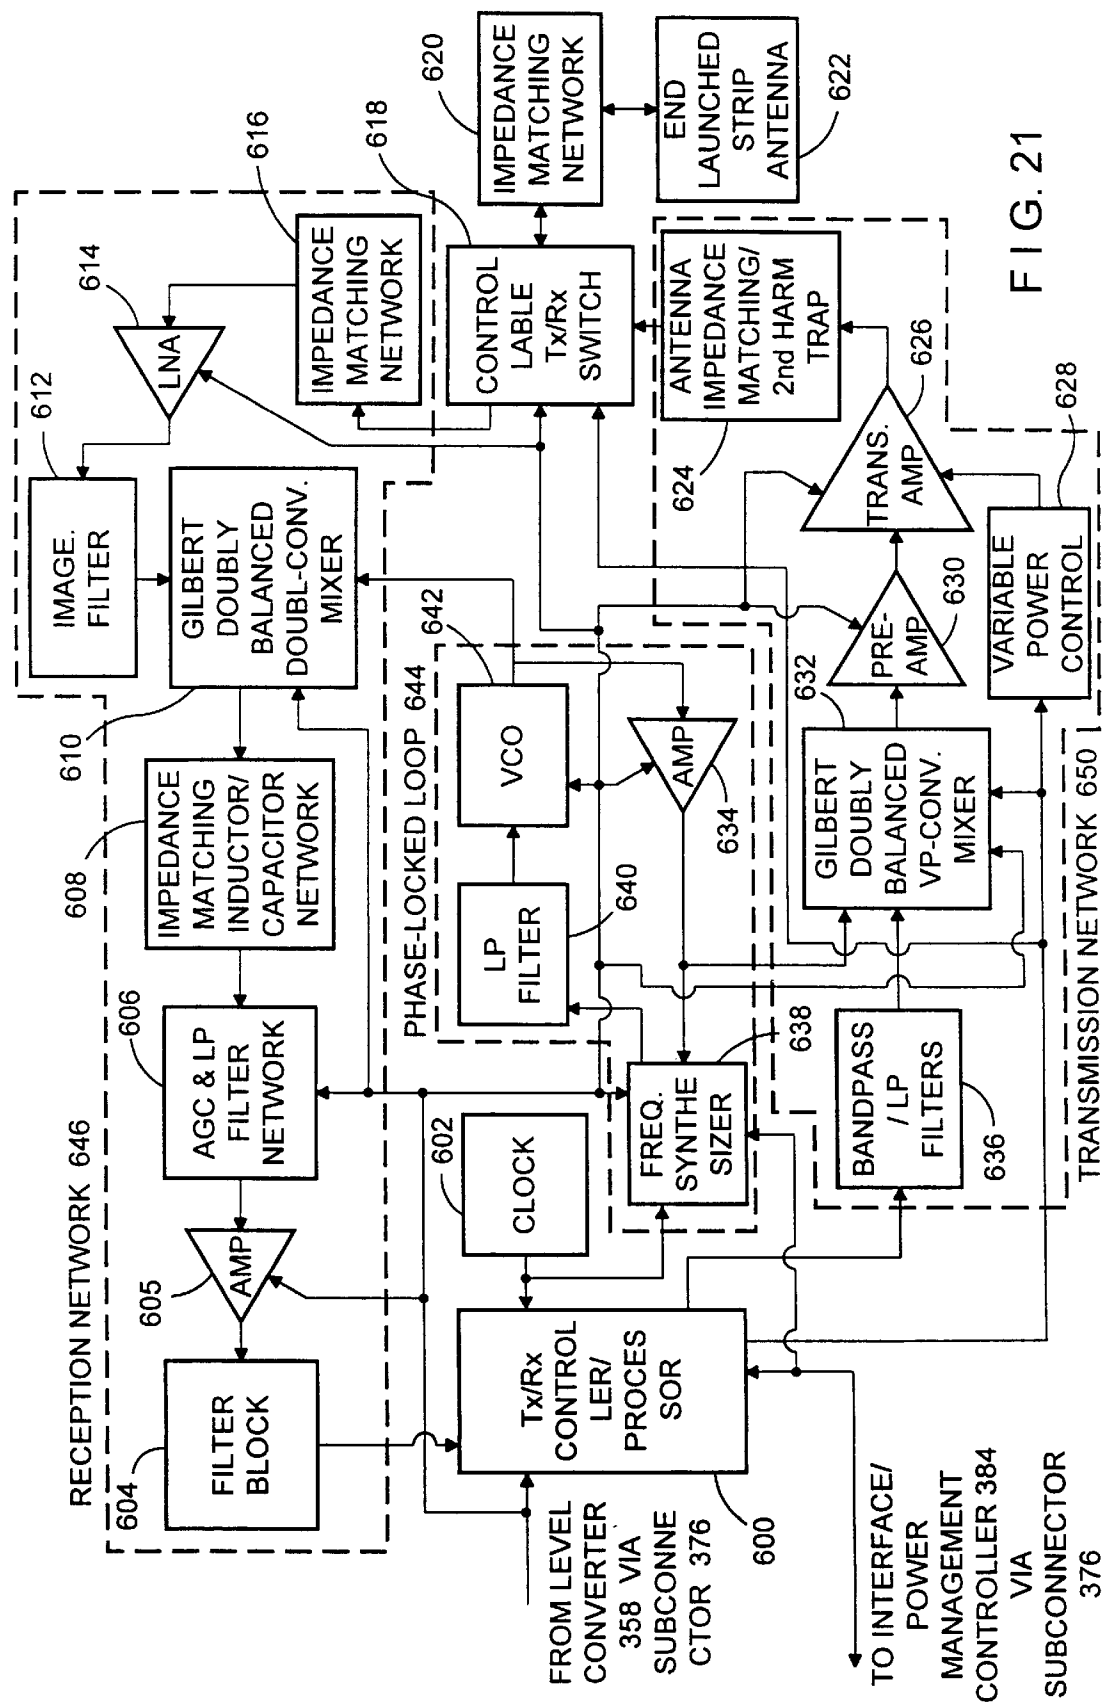 RECEPTION NETWORK 646
604
FILTER
BLOCK
605
AMP
606
AGC & LP
FILTER
NETWORK
608
IMPEDANCE
MATCHING
INDUCTOR/
CAPACITOR
NETWORK
610
GILBERT
DOUBLY
BALANCED
DOUBL-CONV.
MIXER
612
IMAGE.
FILTER
614
LNA
616
IMPEDANCE
MATCHING
NETWORK
618
CONTROL
LABLE
Tx/Rx
SWITCH
620
IMPEDANCE
MATCHING
NETWORK
END
LAUNCHED
STRIP
ANTENNA
622
PHASE-LOCKED LOOP 644
642
VCO
LP
FILTER
640
AMP
634
602
CLOCK
FREQ.
SYNTHE
SIZER
638
Tx/Rx
CONTROL
LER/
PROCES
SOR
600
FROM LEVEL
CONVERTER
358 VIA
SUBCONNE
CTOR 376
TO INTERFACE/
POWER
MANAGEMENT
CONTROLLER 384
VIA
SUBCONNECTOR
376
ANTENNA
IMPEDANCE
MATCHING/
2nd HARM
TRAP
624
TRANS.
AMP
626
VARIABLE
POWER
CONTROL
628
PRE-
AMP
630
632
GILBERT
DOUBLY
BALANCED
VP-CONV.
MIXER
BANDPASS
/ LP
FILTERS
636
TRANSMISSION NETWORK 650
FIG. 21